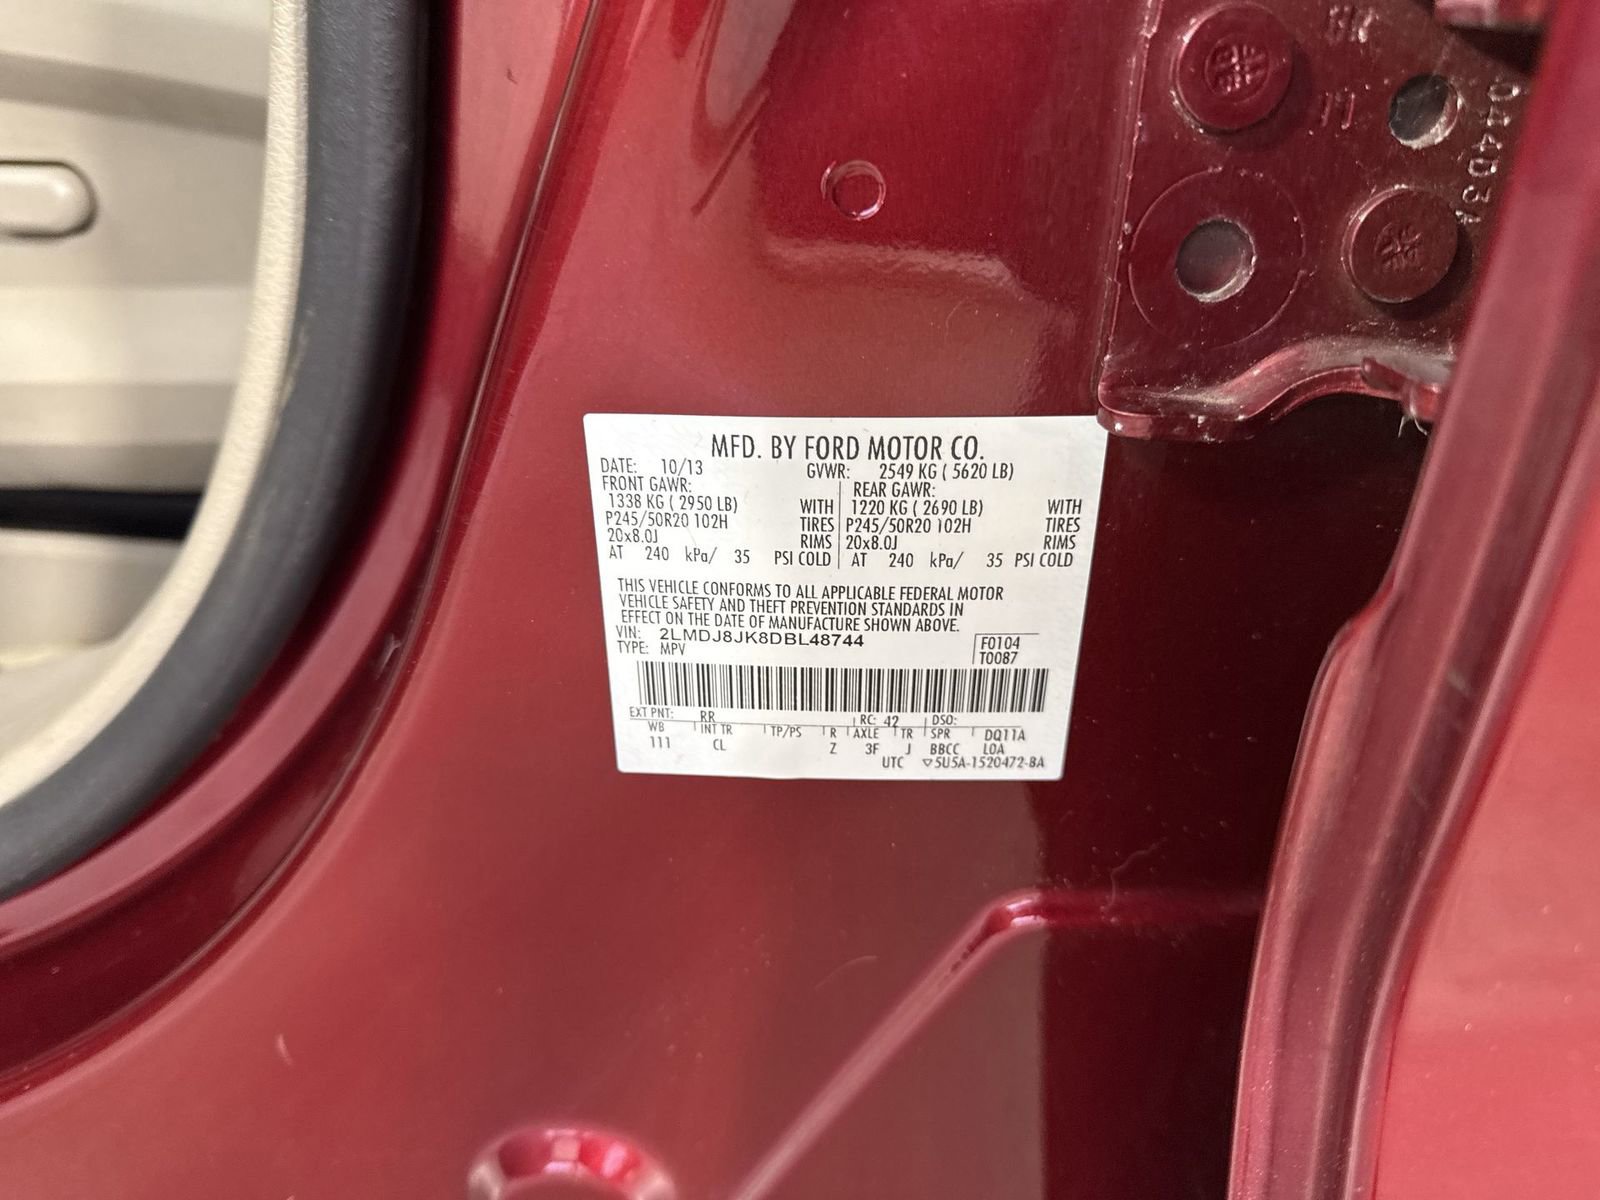 MFD. BY FORD MOTOR CO.
DATE: 10/13 GVWR: 2549 KG ( 5620 LB)
FRONT GAWR: REAR GAWR:
1338 KG ( 2950 LB) WITH 1220 KG ( 2690 LB) WITH
P245/50R20 102H TIRES P245/50R20 102H TIRES
20x8.0J RIMS 20x8.0J RIMS
AT 240 kPa/ 35 PSI COLD AT 240 kPa/ 35 PSI COLD
THIS VEHICLE CONFORMS TO ALL APPLICABLE FEDERAL MOTOR
VEHICLE SAFETY AND THEFT PREVENTION STANDARDS IN
EFFECT ON THE DATE OF MANUFACTURE SHOWN ABOVE.
VIN: 2LMDJ8JK8DBL48744
TYPE: MPV
F0104
T0087
EXT PNT: RR RC: 42 DSO:
WB INT TR TP/PS R AXLE TR SPR DQ11A
111 CL Z 3F J BBCC LOA
UTC ▽5U5A-1520472-BA